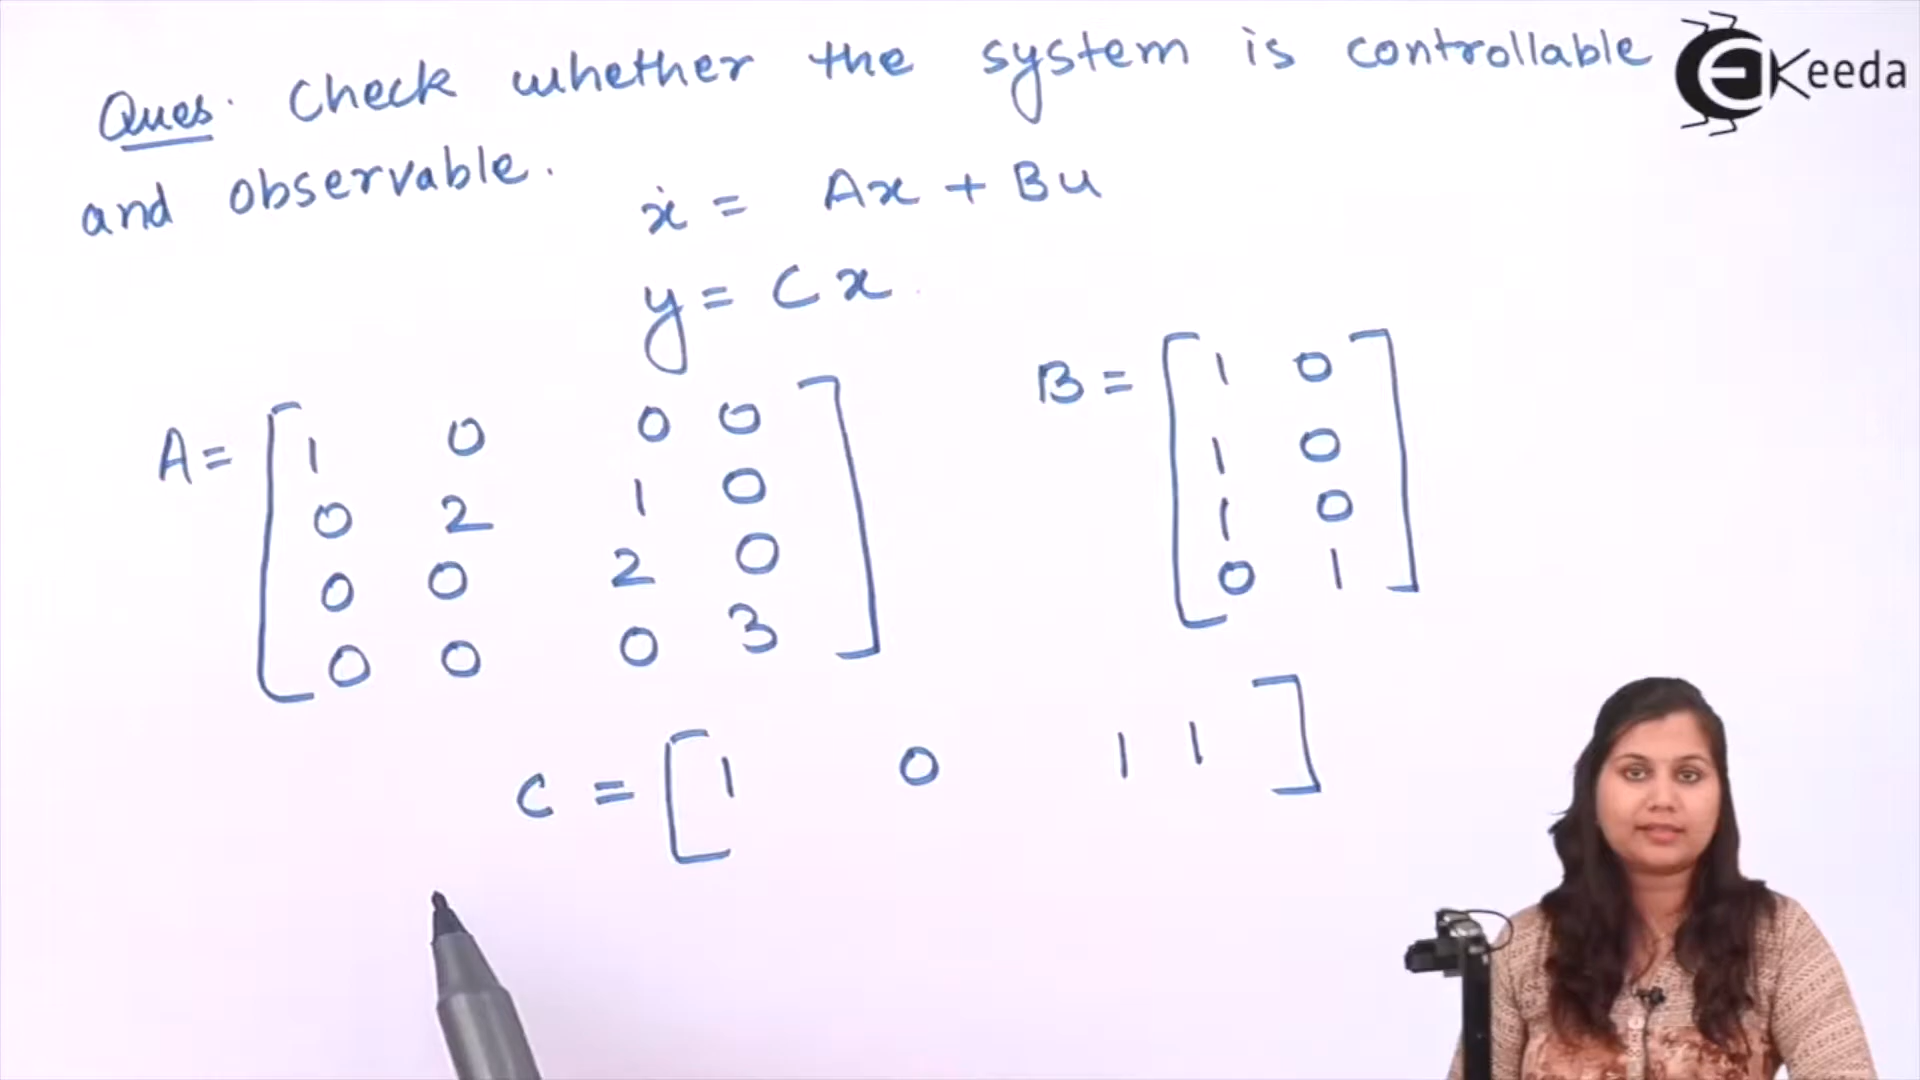 Ques. Check whether the system is controllable
and observable.
ẋ = Ax + Bu
y = Cx
A = [1 0 0 0
0 2 1 0
0 0 2 0
0 0 0 3]
B = [1 0
1 0
1 0
0 1]
C = [1 0 1 1]
EKeeda